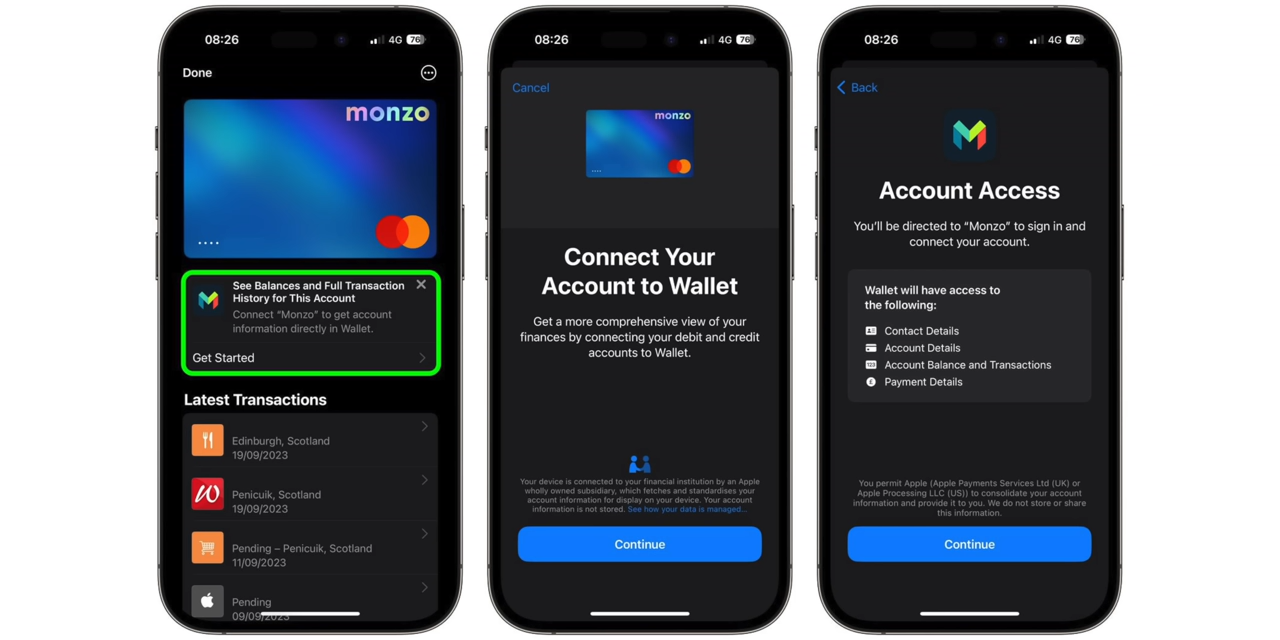 08:26
4G 76
Done
monzo
See Balances and Full Transaction
History for This Account
Connect “Monzo” to get account
information directly in Wallet.
Get Started
Latest Transactions
Edinburgh, Scotland
19/09/2023
Penicuik, Scotland
19/09/2023
Pending – Penicuik, Scotland
11/09/2023
Pending
09/09/2023
08:26
4G 76
Cancel
monzo
Connect Your
Account to Wallet
Get a more comprehensive view of your
finances by connecting your debit and credit
accounts to Wallet.
Your device is connected to your financial institution by an Apple
wholly owned subsidiary, which fetches and standardises your
account information for display on your device. Your account
information is not stored. See how your data is managed...
Continue
08:26
4G 76
Back
Account Access
You’ll be directed to “Monzo” to sign in and
connect your account.
Wallet will have access to
the following:
Contact Details
Account Details
Account Balance and Transactions
Payment Details
You permit Apple (Apple Payments Services Ltd (UK) or
Apple Processing LLC (US)) to consolidate your account
information and provide it to you. We do not store or share
this information.
Continue